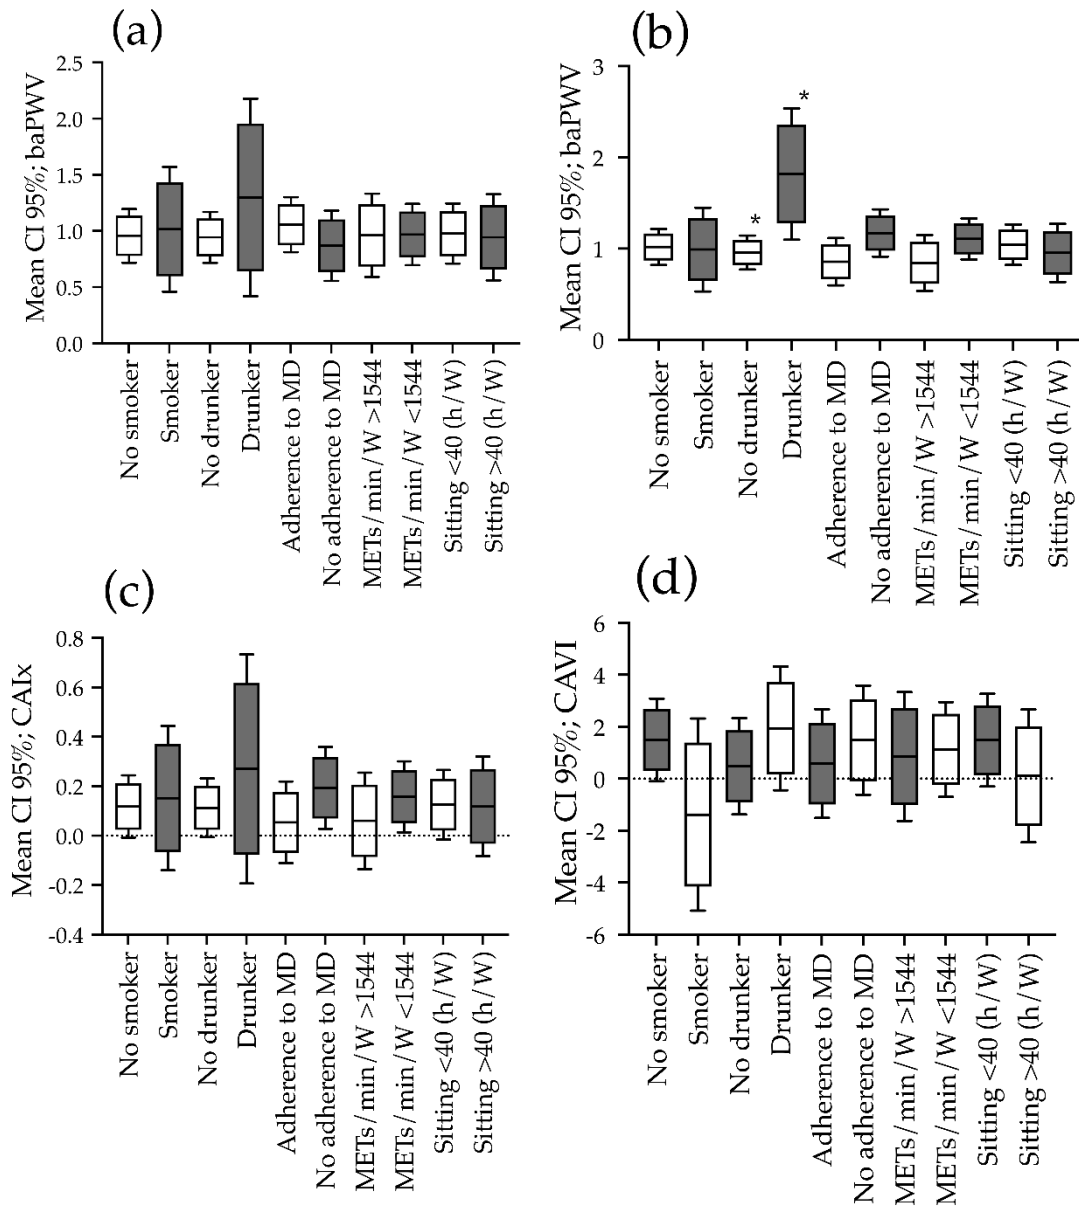 (a)
Mean CI 95%; baPWV
2.5
2.0
1.5
1.0
0.5
0.0
No smoker
Smoker
No drunker
Drunker
Adherence to MD
No adherence to MD
METs/min/W >1544
METs/min/W <1544
Sitting <40 (h/W)
Sitting >40 (h/W)
(b)
Mean CI 95%; baPWV
3
2
1
0
*
*
No smoker
Smoker
No drunker
Drunker
Adherence to MD
No adherence to MD
METs/min/W >1544
METs/min/W <1544
Sitting <40 (h/W)
Sitting >40 (h/W)
(c)
Mean CI 95%; CAIx
0.8
0.6
0.4
0.2
0.0
-0.2
-0.4
No smoker
Smoker
No drunker
Drunker
Adherence to MD
No adherence to MD
METs/min/W >1544
METs/min/W <1544
Sitting <40 (h/W)
Sitting >40 (h/W)
(d)
Mean CI 95%; CAVI
6
4
2
0
-2
-4
-6
No smoker
Smoker
No drunker
Drunker
Adherence to MD
No adherence to MD
METs/min/W >1544
METs/min/W <1544
Sitting <40 (h/W)
Sitting >40 (h/W)